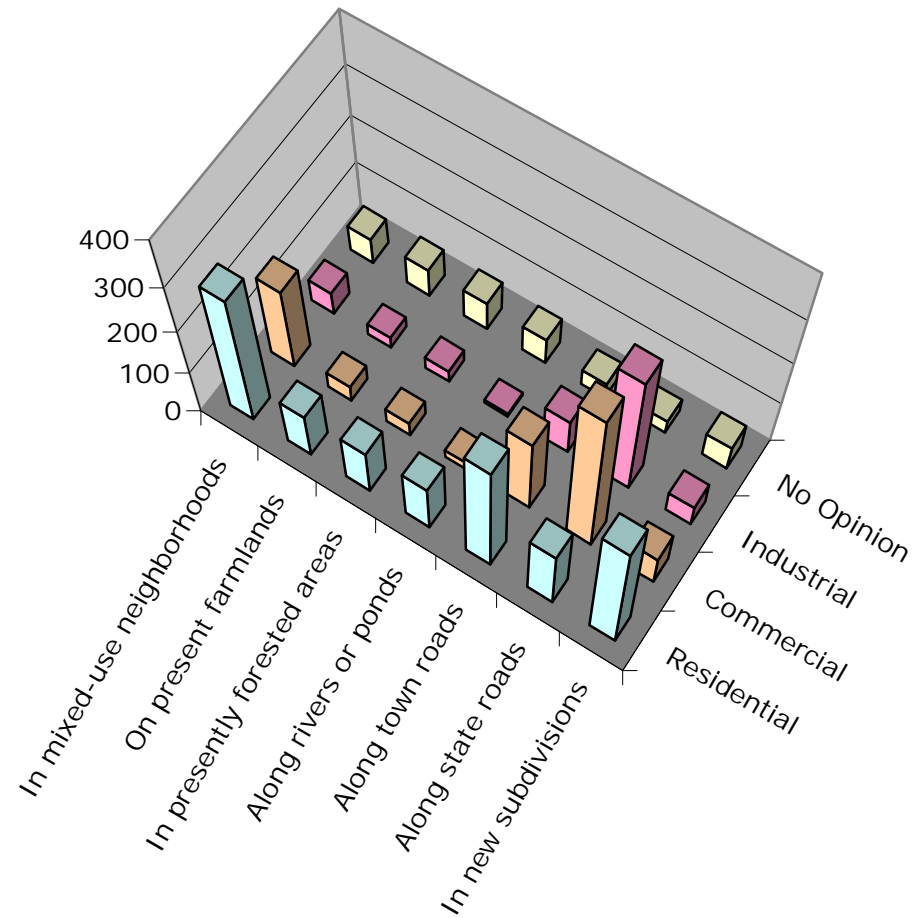 400
300
200
100
0
In mixed-use neighborhoods
On present farmlands
In presently forested areas
Along rivers or ponds
Along town roads
Along state roads
In new subdivisions
No Opinion
Industrial
Commercial
Residential